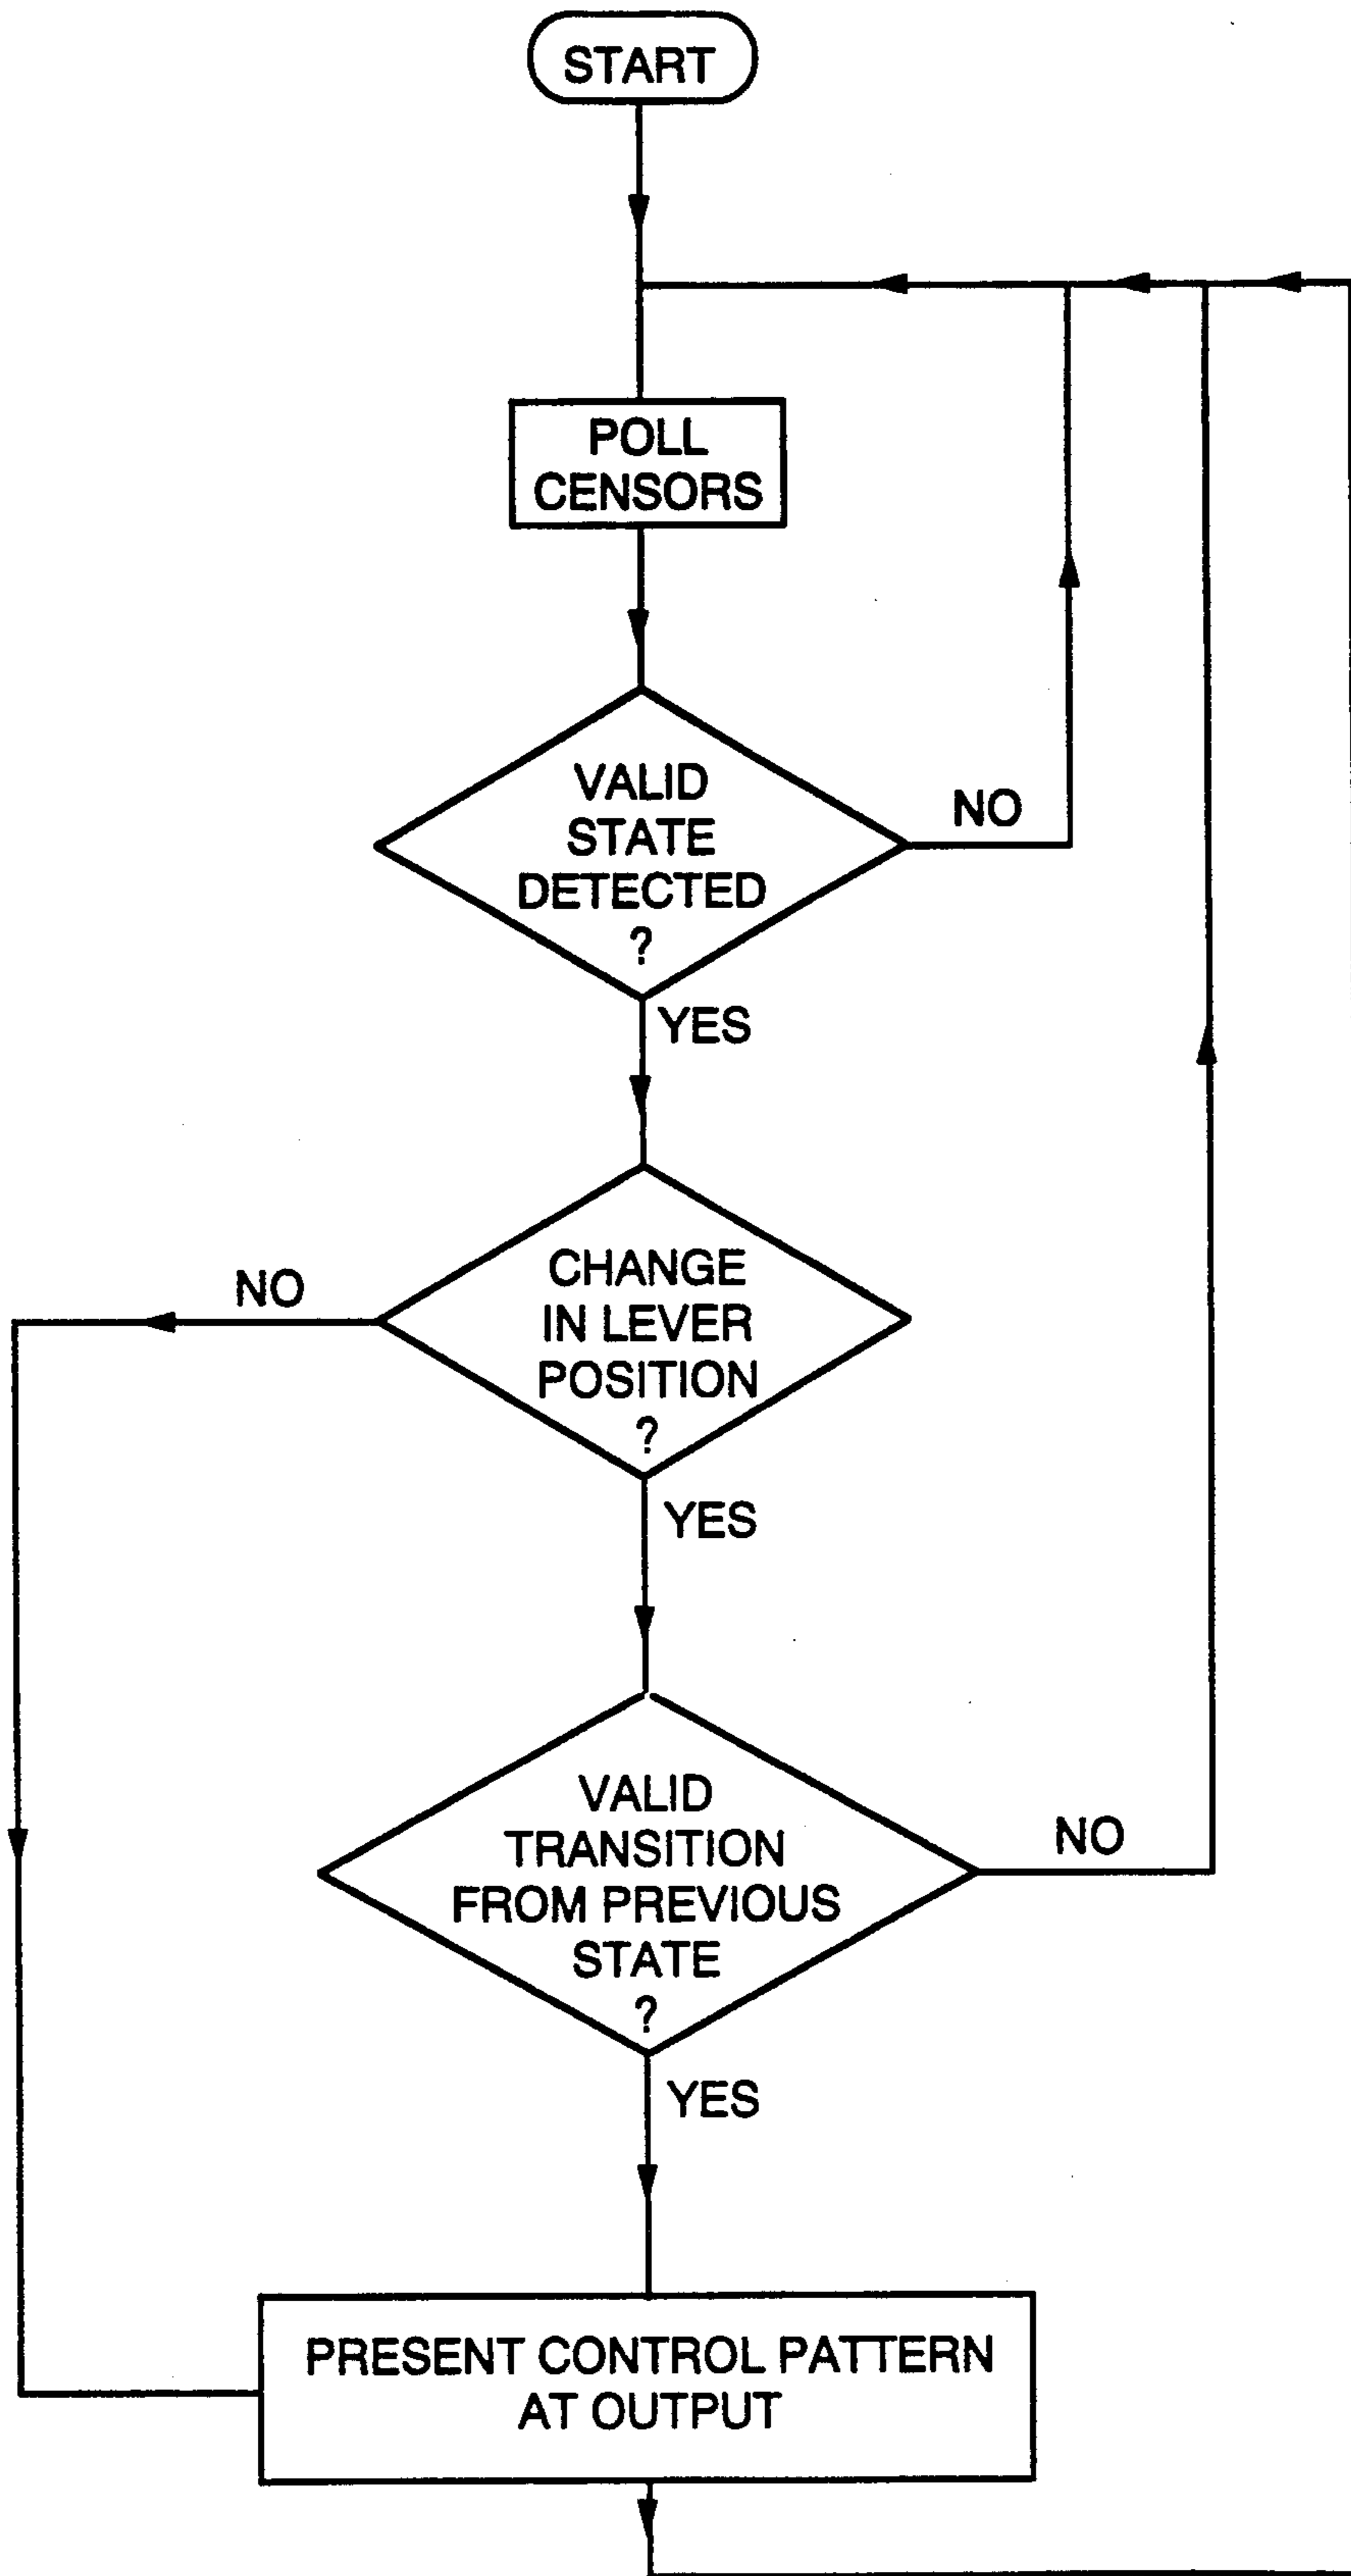 START
POLL
CENSORS
VALID
STATE
DETECTED
?
NO
YES
CHANGE
IN LEVER
POSITION
?
NO
YES
VALID
TRANSITION
FROM PREVIOUS
STATE
?
NO
YES
PRESENT CONTROL PATTERN
AT OUTPUT